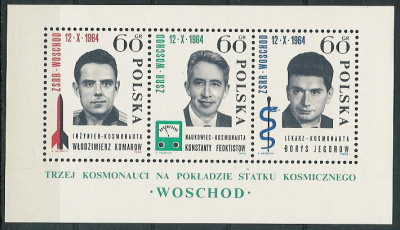 ZSRR · WOSCHOD
12 · X · 1964
60 GR
POLSKA
INŻYNIER-KOSMONAUTA
WŁODZIMIERZ KOMAROW
ZSRR · WOSCHOD
12 · X · 1964
60 GR
POLSKA
NAUKOWIEC-KOSMONAUTA
KONSTANTY FEOKTISTOW
ZSRR · WOSCHOD
12 · X · 1964
60 GR
POLSKA
LEKARZ-KOSMONAUTA
BORYS JEGOROW
TRZEJ KOSMONAUCI NA POKŁADZIE STATKU KOSMICZNEGO
· WOSCHOD ·